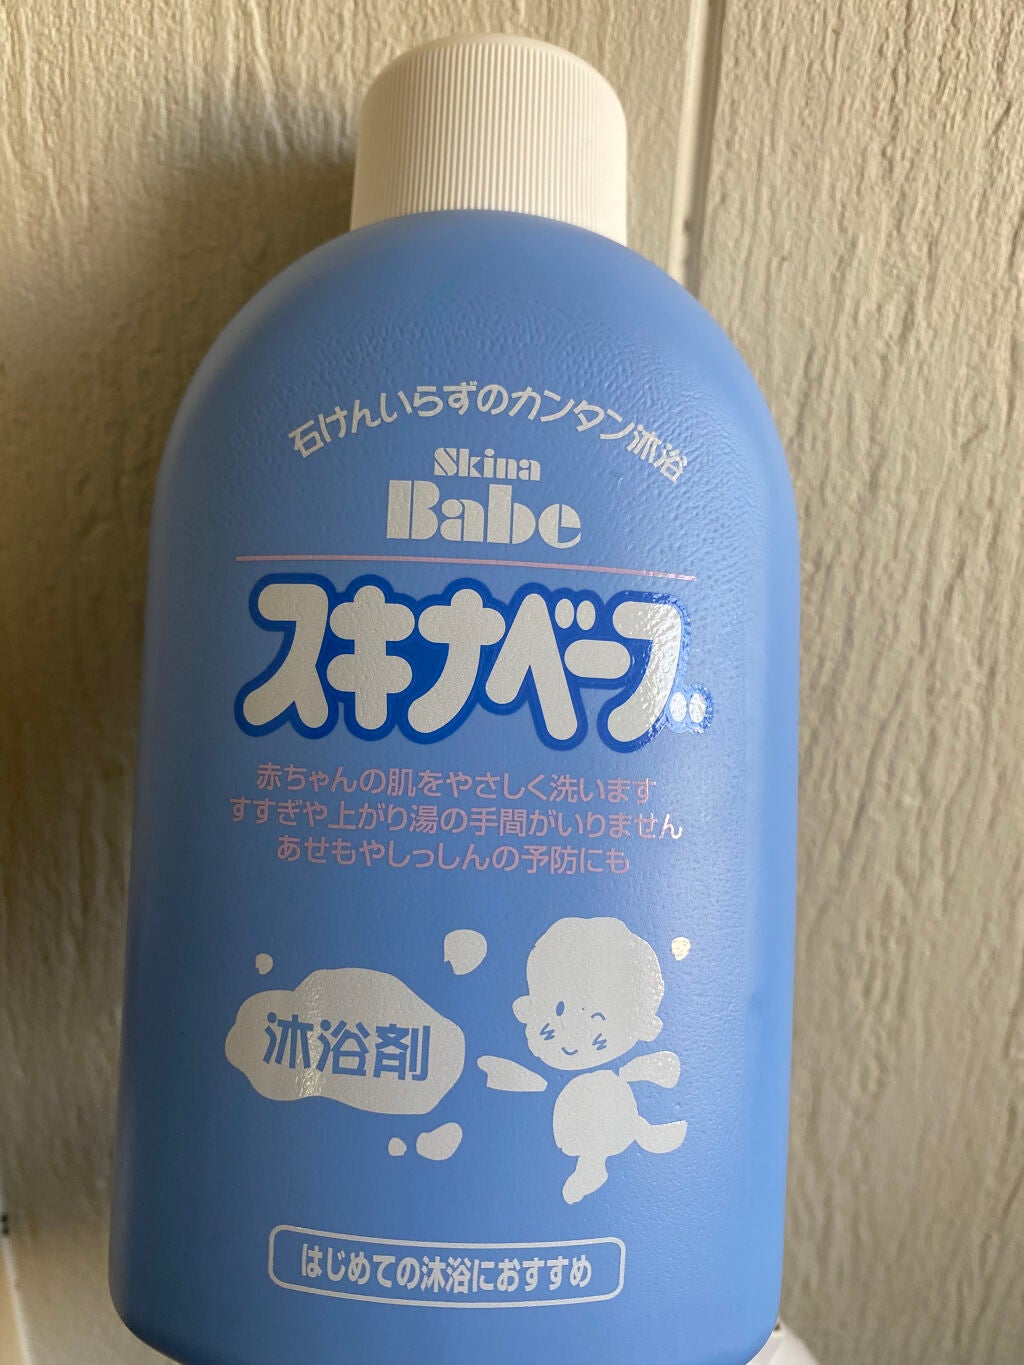 石けんいらずのカンタン沐浴
Skina
Babe
スキナベーブ
赤ちゃんの肌をやさしく洗います
すすぎや上がり湯の手間がいりません
あせもやしっしんの予防にも
沐浴剤
はじめての沐浴におすすめ